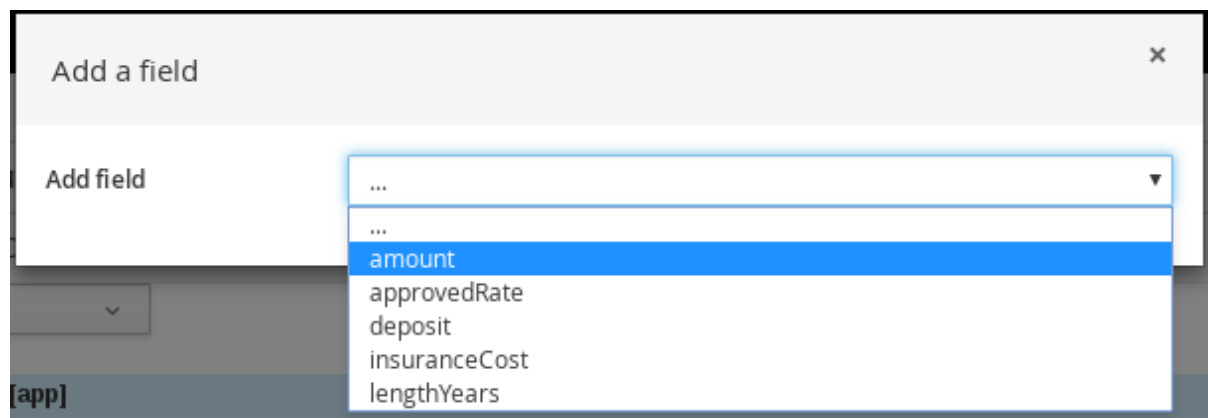 Add a field
×
Add field
...
...
amount
approvedRate
deposit
insuranceCost
lengthYears
[app]